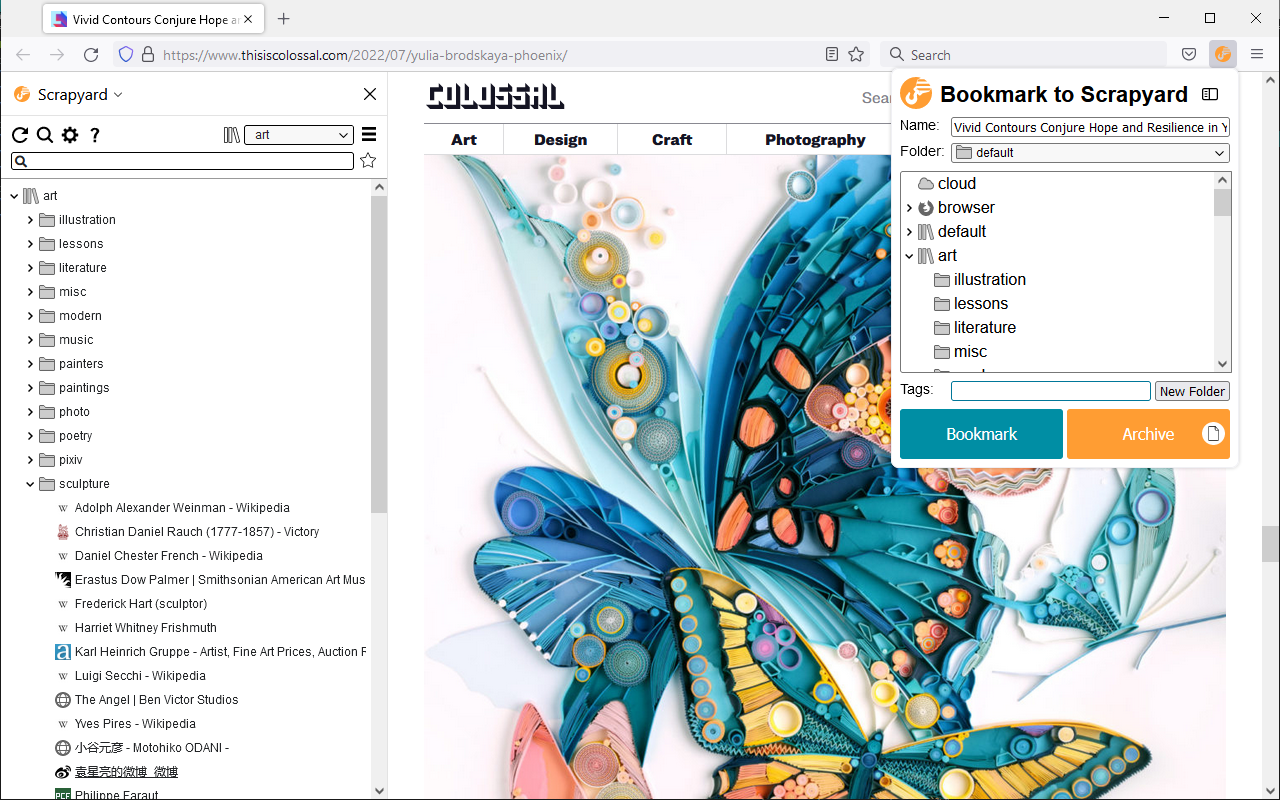 Vivid Contours Conjure Hope a
https://www.thisiscolossal.com/2022/07/yulia-brodskaya-phoenix/
Search
Scrapyard
art
art
illustration
lessons
literature
misc
modern
music
painters
paintings
photo
poetry
pixiv
sculpture
Adolph Alexander Weinman - Wikipedia
Christian Daniel Rauch (1777-1857) - Victory
Daniel Chester French - Wikipedia
Erastus Dow Palmer | Smithsonian American Art Mus
Frederick Hart (sculptor)
Harriet Whitney Frishmuth
Karl Heinrich Gruppe - Artist, Fine Art Prices, Auction F
Luigi Secchi - Wikipedia
The Angel | Ben Victor Studios
Yves Pires - Wikipedia
小谷元彦 - Motohiko ODANI -
袁星亮的微博_微博
Philippe Faraut
COLOSSAL
Sear
Art Design Craft Photography
Bookmark to Scrapyard
Name: Vivid Contours Conjure Hope and Resilience in Y
Folder: default
cloud
browser
default
art
illustration
lessons
literature
misc
Tags: New Folder
Bookmark Archive